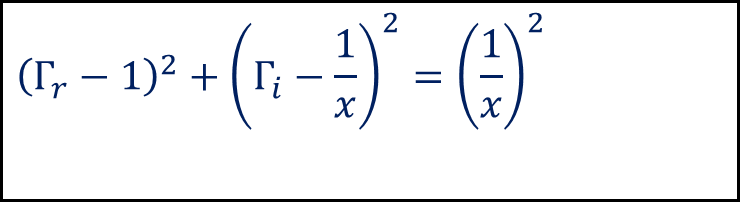 (Γᵣ − 1)² + (Γᵢ − 1/x)² = (1/x)²